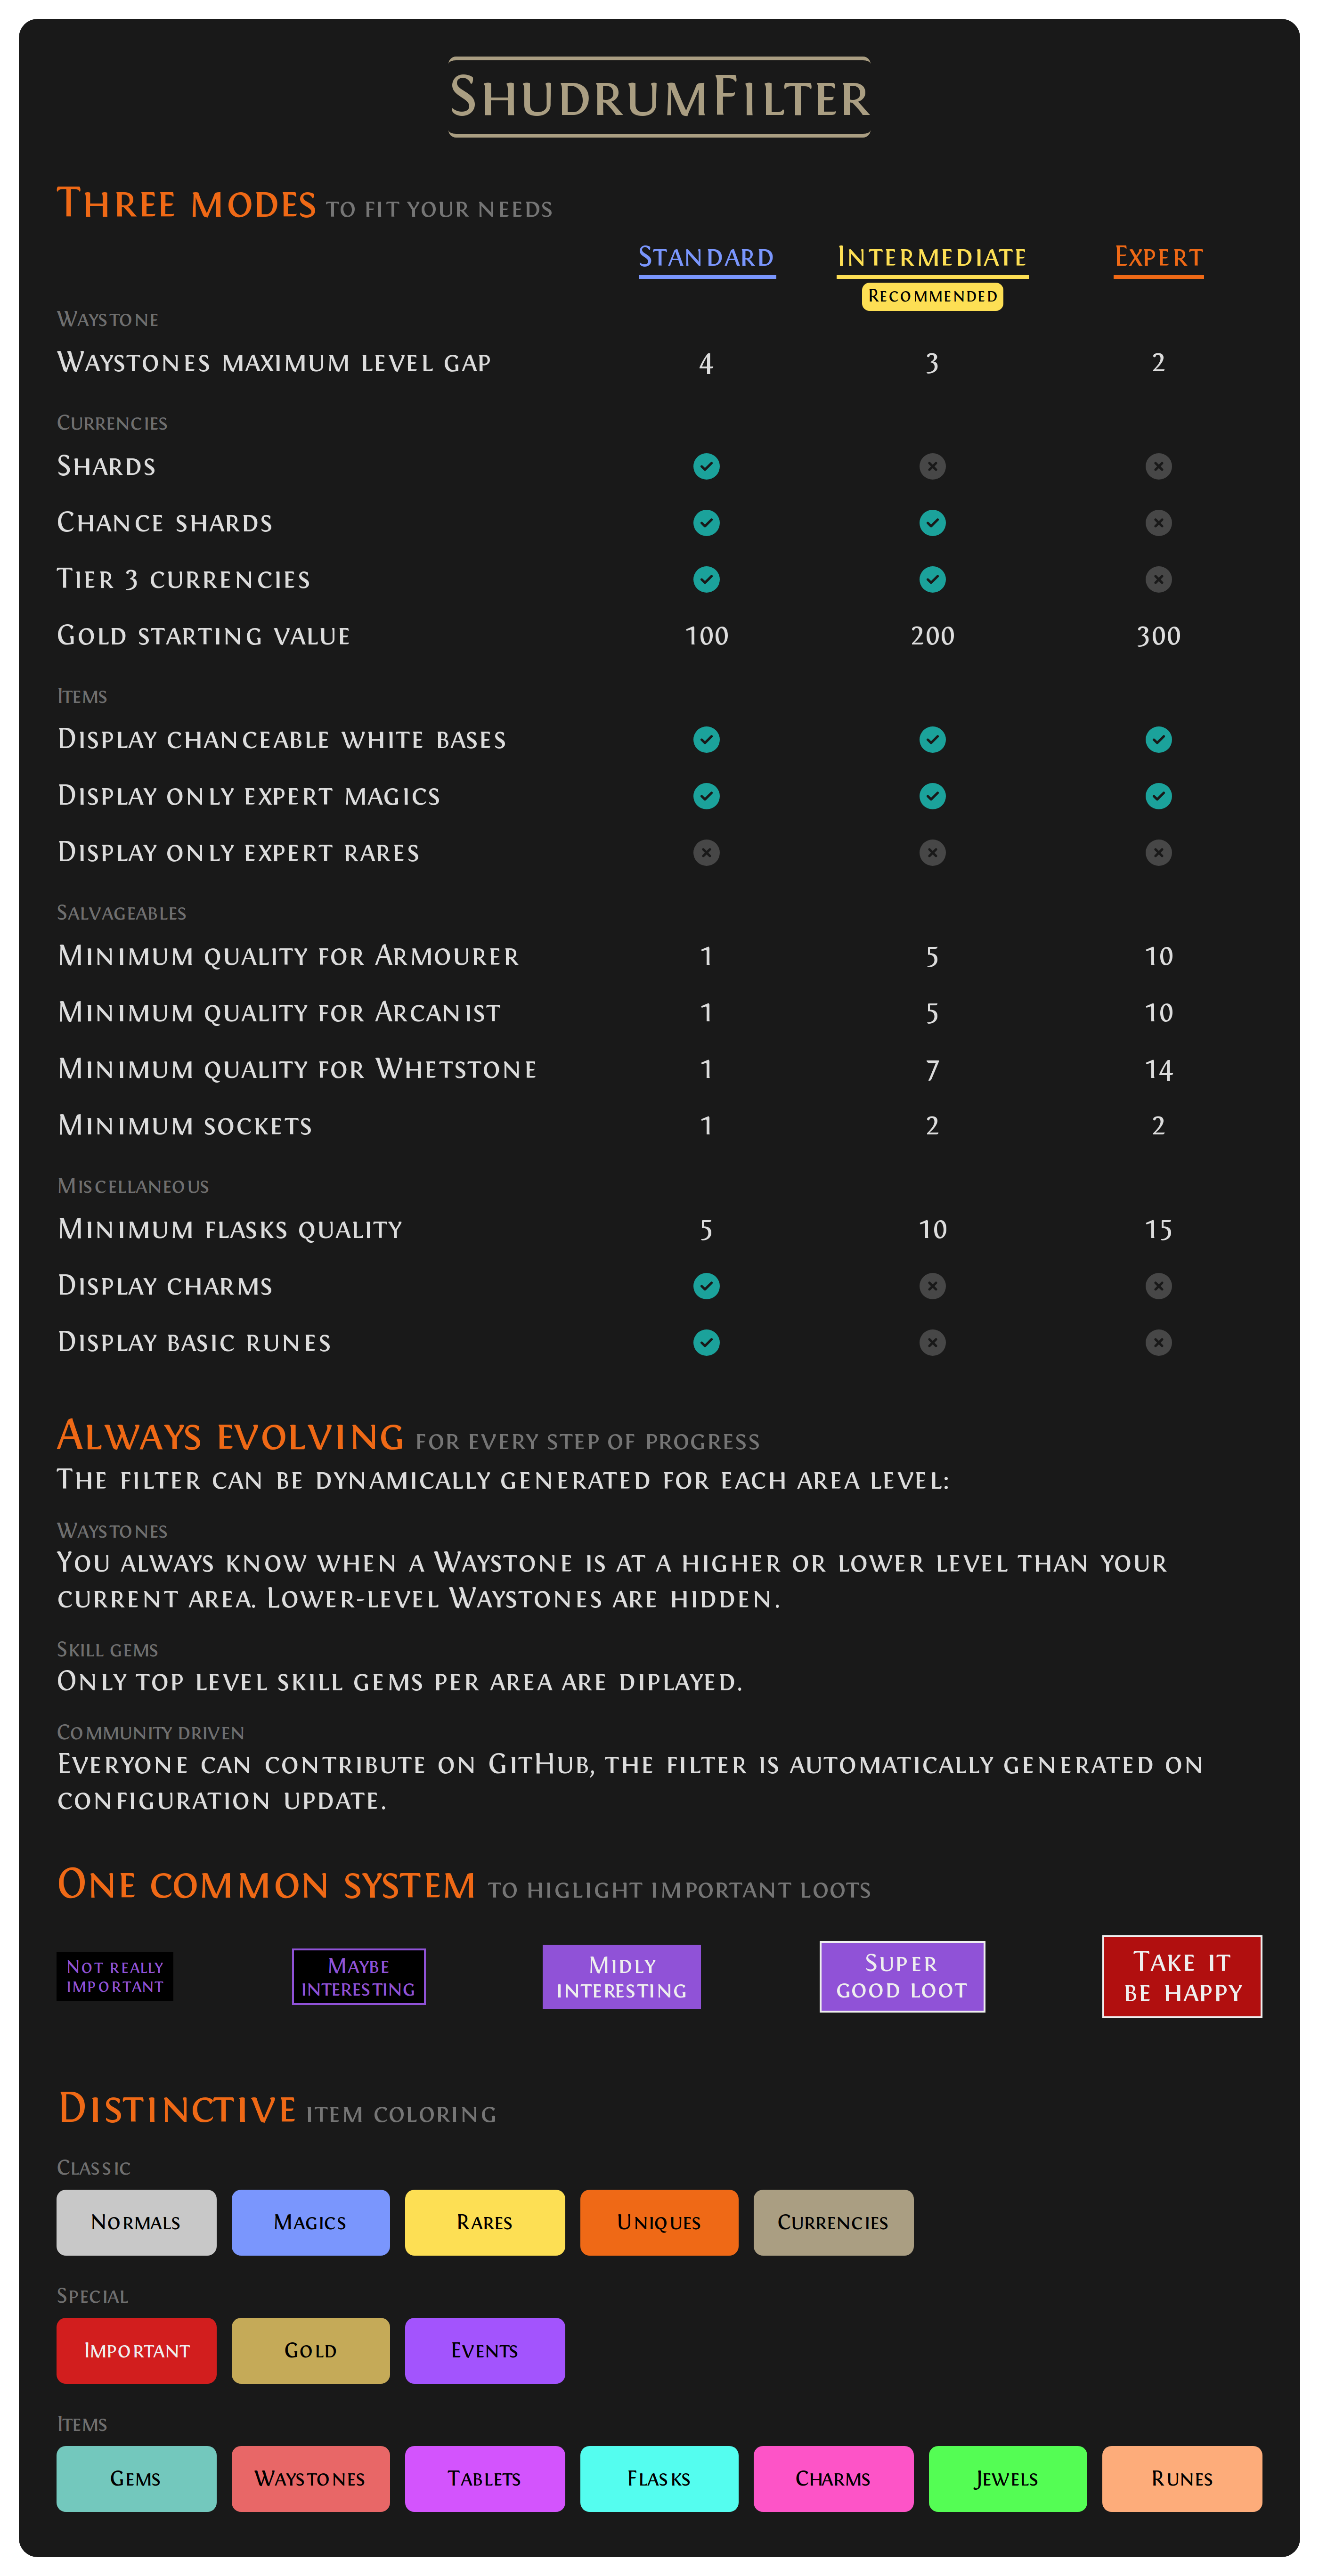 ShudrumFilter
Three modes to fit your needs
Standard Intermediate Expert
Recommended
Waystone
Waystones maximum level gap 4 3 2
Currencies
Shards
Chance shards
Tier 3 currencies
Gold starting value 100 200 300
Items
Display chanceable white bases
Display only expert magics
Display only expert rares
Salvageables
Minimum quality for Armourer 1 5 10
Minimum quality for Arcanist 1 5 10
Minimum quality for Whetstone 1 7 14
Minimum sockets 1 2 2
Miscellaneous
Minimum flasks quality 5 10 15
Display charms
Display basic runes
Always evolving for every step of progress
The filter can be dynamically generated for each area level:
Waystones
You always know when a Waystone is at a higher or lower level than your
current area. Lower-level Waystones are hidden.
Skill gems
Only top level skill gems per area are diplayed.
Community driven
Everyone can contribute on GitHub, the filter is automatically generated on
configuration update.
One common system to higlight important loots
Not really
important
Maybe
interesting
Midly
interesting
Super
good loot
Take it
be happy
Distinctive item coloring
Classic
Normals Magics Rares Uniques Currencies
Special
Important Gold Events
Items
Gems Waystones Tablets Flasks Charms Jewels Runes